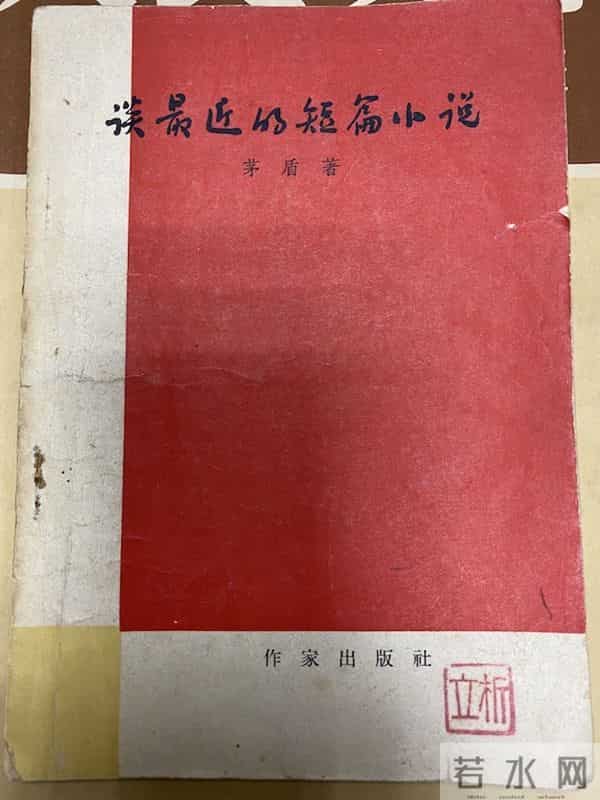 谈最近的短篇小说
茅盾著
作家出版社
立析
若水网